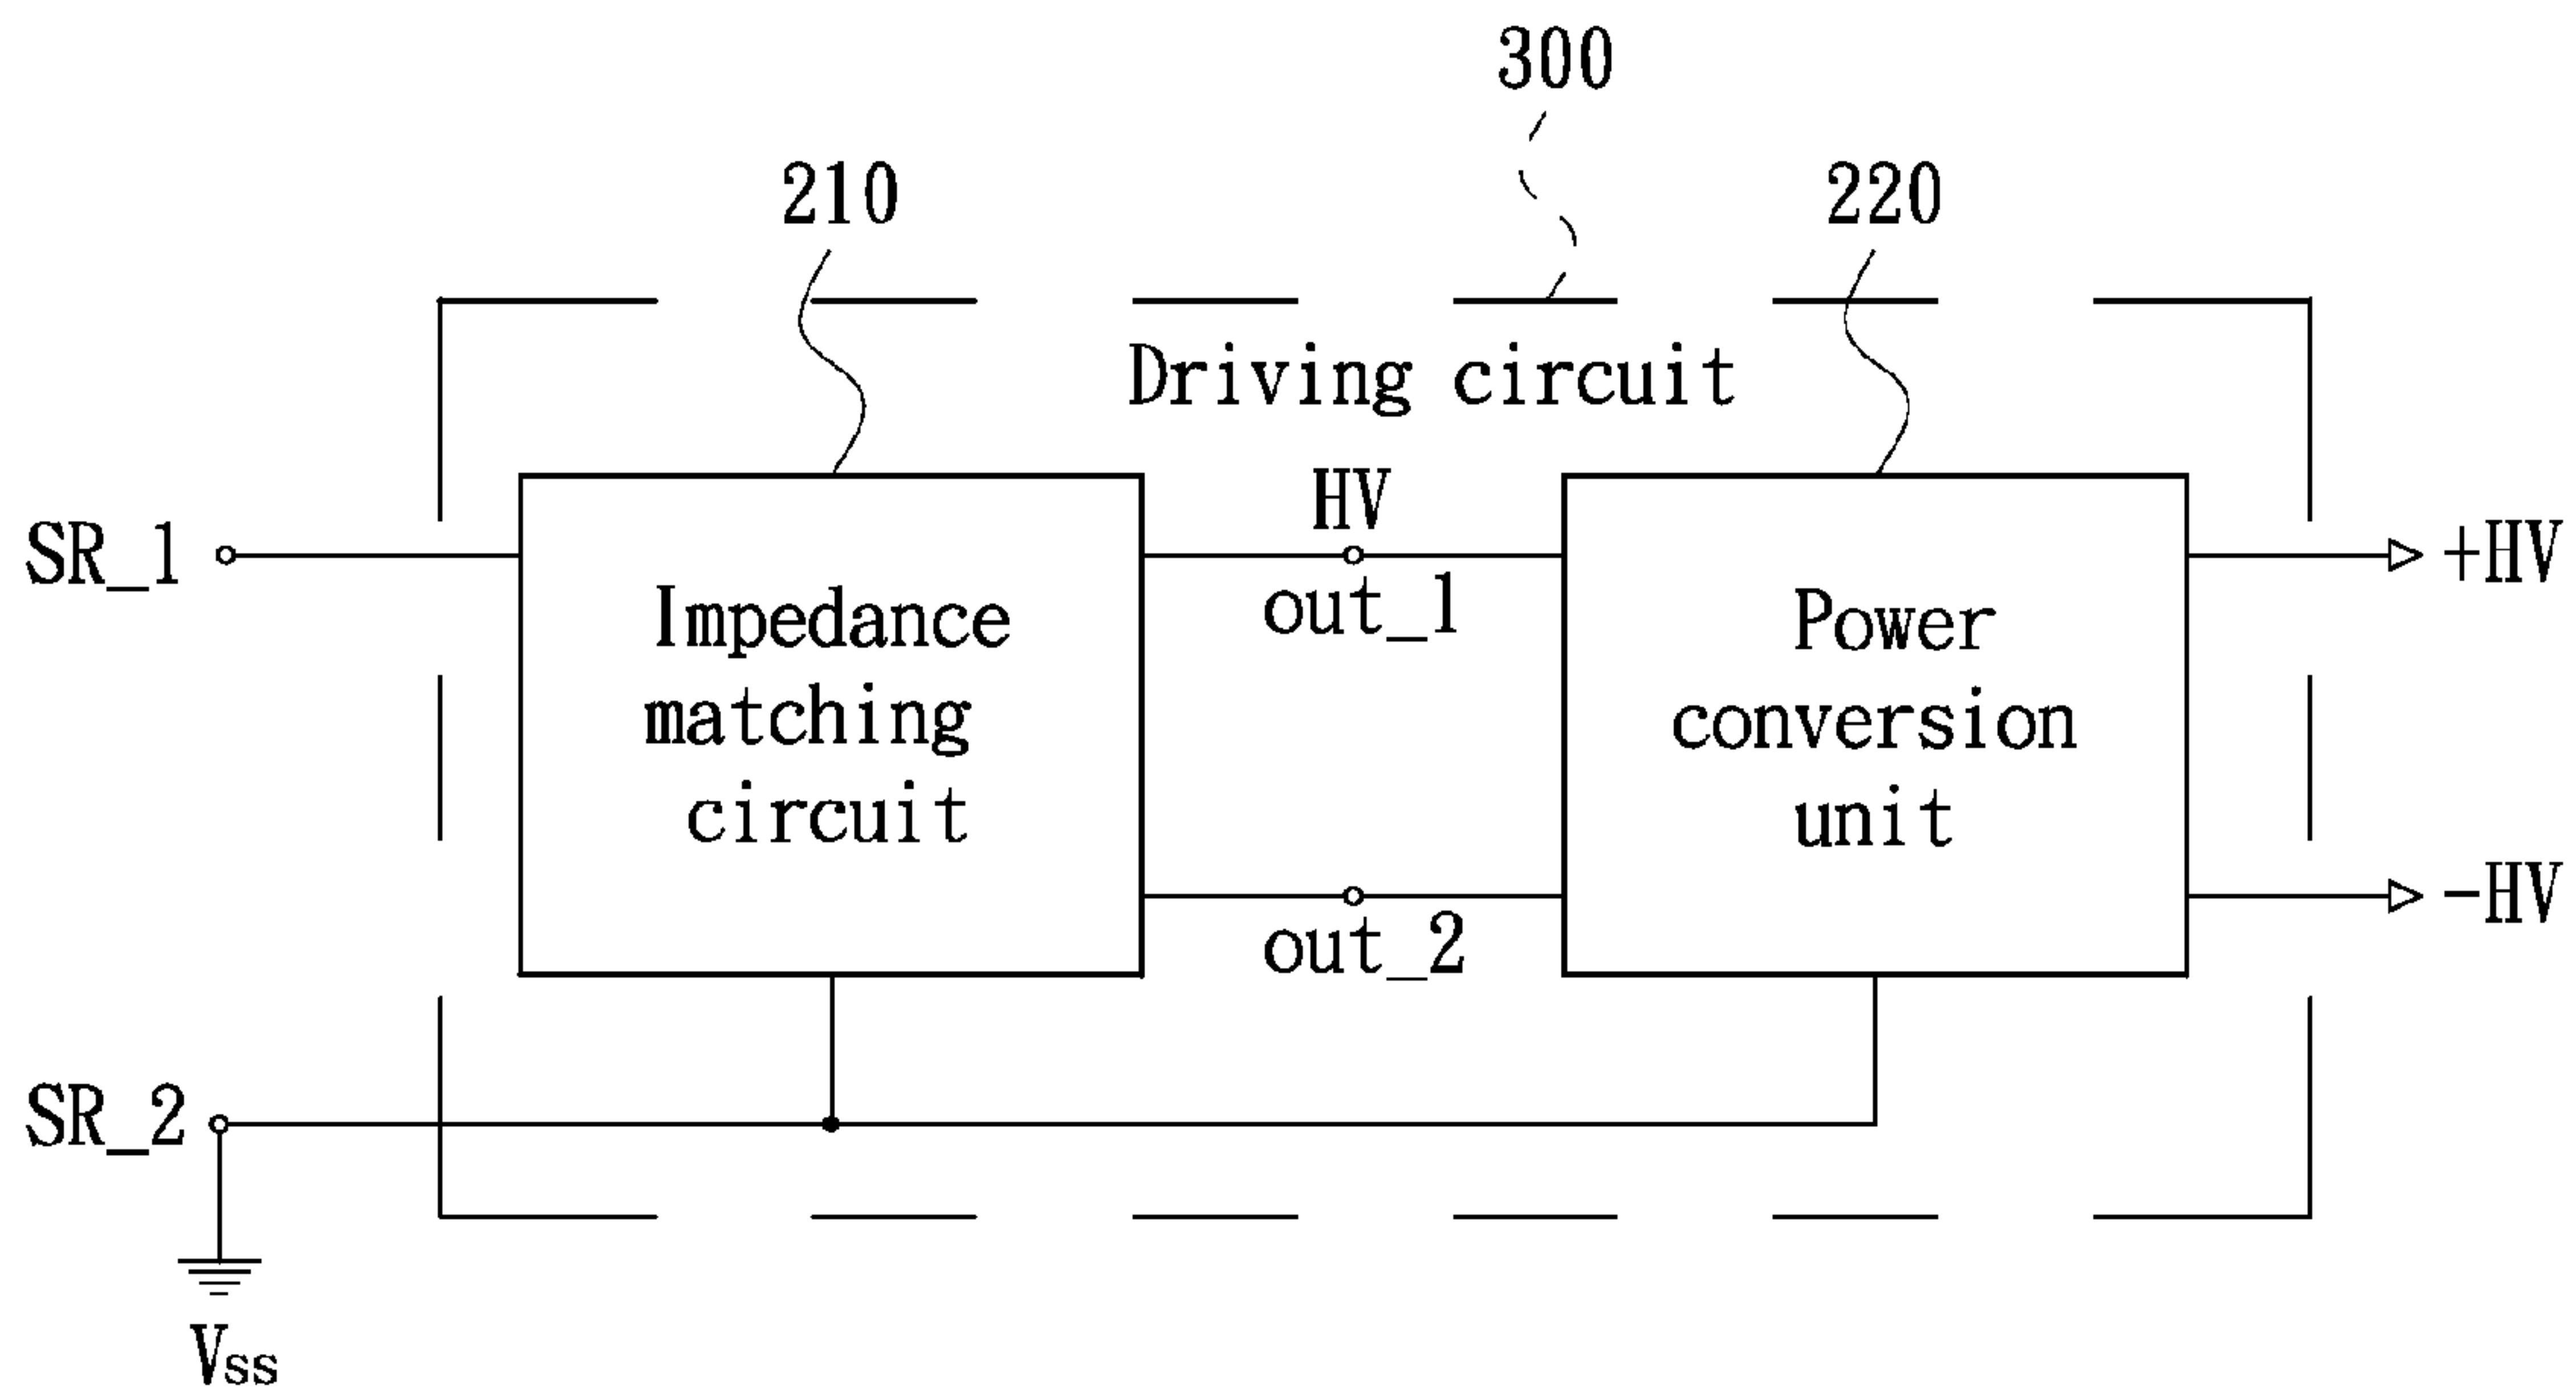 300
210
220
Driving circuit
HV
SR_1
+HV
out_1
Impedance
matching
circuit
Power
conversion
unit
-HV
out_2
SR_2
Vss